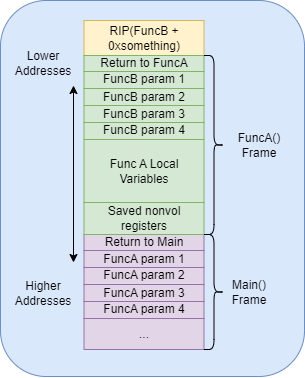 RIP(FuncB +
0xsomething)
Lower
Addresses
Return to FuncA
FuncB param 1
FuncB param 2
FuncB param 3
FuncB param 4
FuncA()
Frame
Func A Local
Variables
Saved nonvol
registers
Return to Main
FuncA param 1
FuncA param 2
FuncA param 3
FuncA param 4
...
Higher
Addresses
Main()
Frame